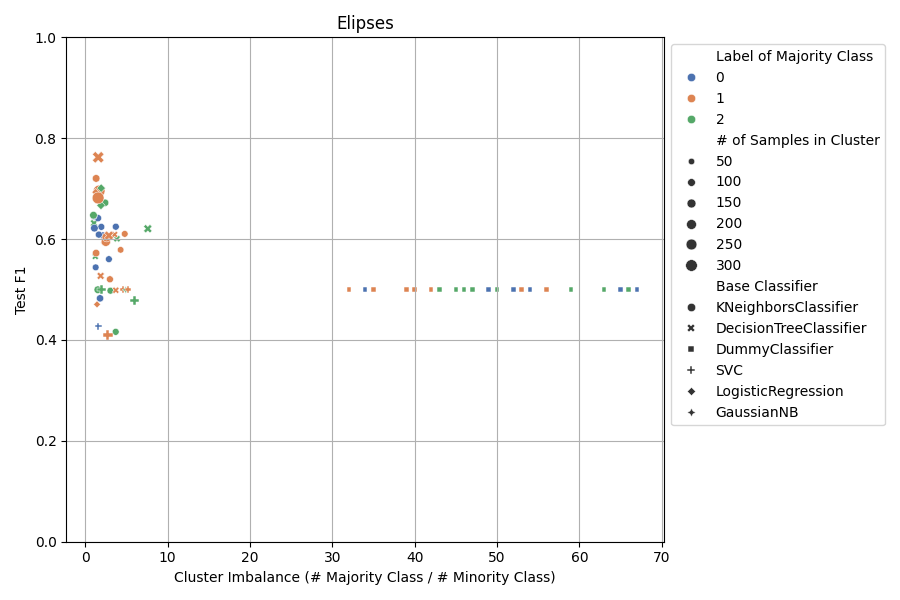 Elipses
1.0
0.8
0.6
0.4
0.2
0.0
Test F1
0 10 20 30 40 50 60 70
Cluster Imbalance (# Majority Class / # Minority Class)
Label of Majority Class
0
1
2
# of Samples in Cluster
50
100
150
200
250
300
Base Classifier
KNeighborsClassifier
DecisionTreeClassifier
DummyClassifier
SVC
LogisticRegression
GaussianNB